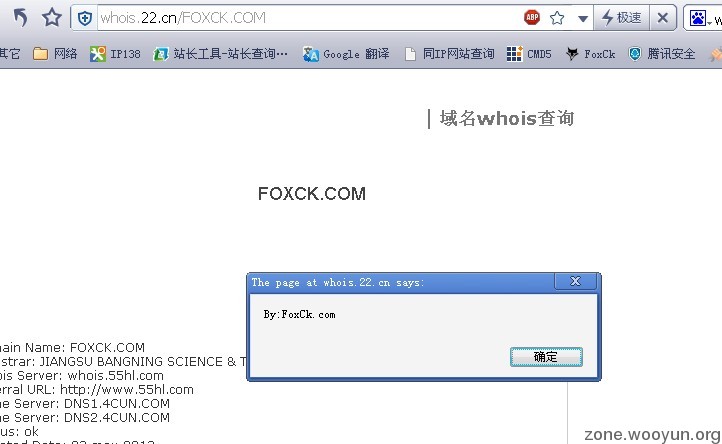 whois.22.cn/FOXCK.COM ABP 极速
其它 网络 IP138 站长工具-站长查询··· Google 翻译 同IP网站查询 CMD5 FoxCk 腾讯安全
域名whois查询
FOXCK.COM
The page at whois.22.cn says:
By:FoxCk.com
确定
main Name: FOXCK.COM
istrar: JIANGSU BANGNING SCIENCE & T
ois Server: whois.55hl.com
erral URL: http://www.55hl.com
e Server: DNS1.4CUN.COM
e Server: DNS2.4CUN.COM
us: ok
zone.wooyun.org